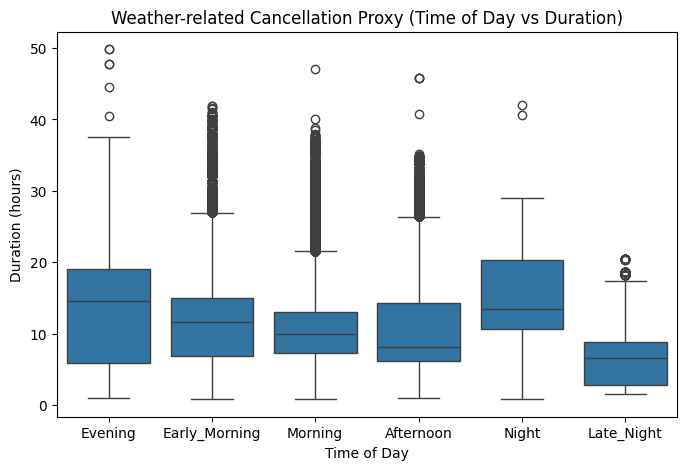 Weather-related Cancellation Proxy (Time of Day vs Duration)
50
40
30
20
10
0
Duration (hours)
Evening Early_Morning Morning Afternoon Night Late_Night
Time of Day